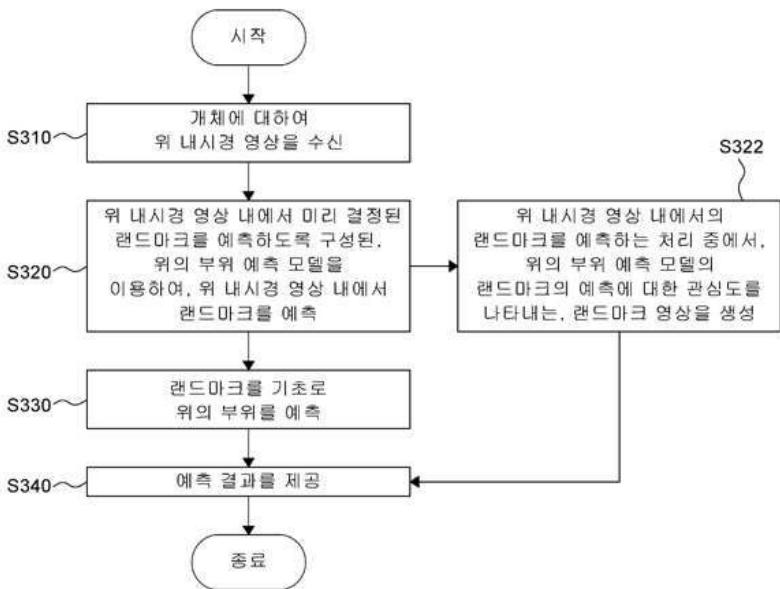 시작
S310
개체에 대하여
위 내시경 영상을 수신
S322
S320
위 내시경 영상 내에서 미리 결정된
랜드마크를 예측하도록 구성된,
위의 부위 예측 모델을
이용하여, 위 내시경 영상 내에서
랜드마크를 예측
위 내시경 영상 내에서의
랜드마크를 예측하는 처리 중에서,
위의 부위 예측 모델의
랜드마크의 예측에 대한 관심도를
나타내는, 랜드마크 영상을 생성
S330
랜드마크를 기초로
위의 부위를 예측
S340
예측 결과를 제공
종료